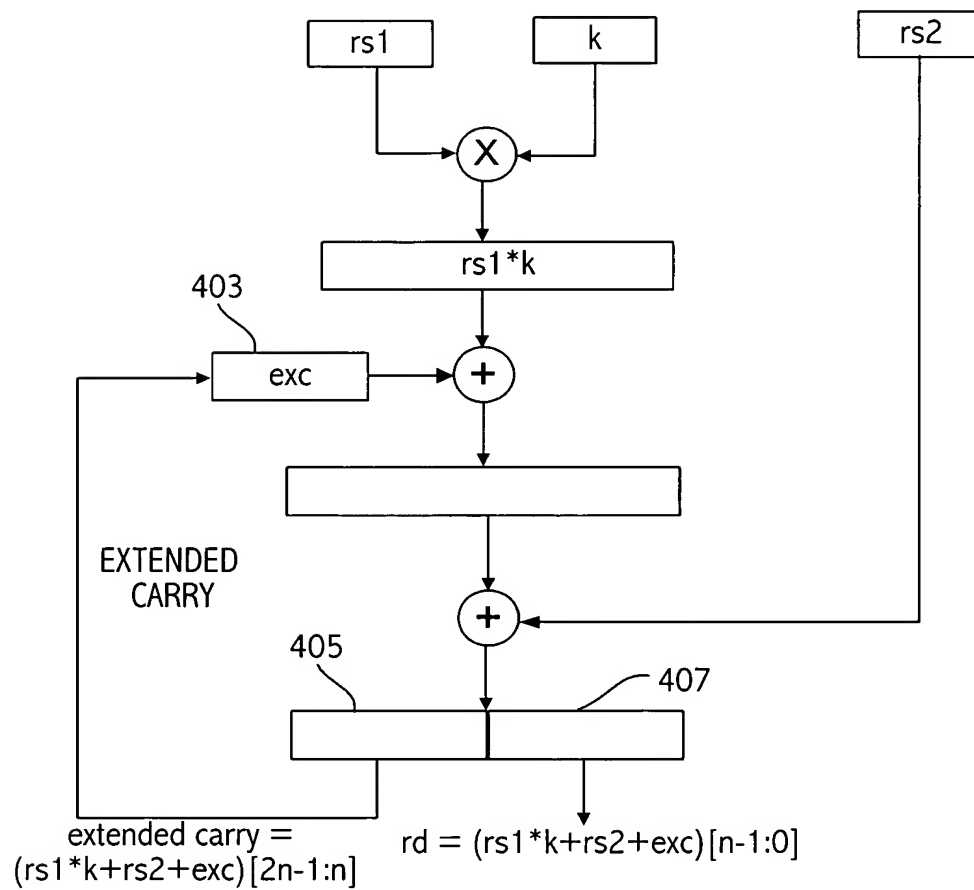 rs1
k
rs2
X
rs1*k
403
exc
+
EXTENDED
CARRY
+
405
407
extended carry =
(rs1*k+rs2+exc)[2n-1:n]
rd = (rs1*k+rs2+exc)[n-1:0]